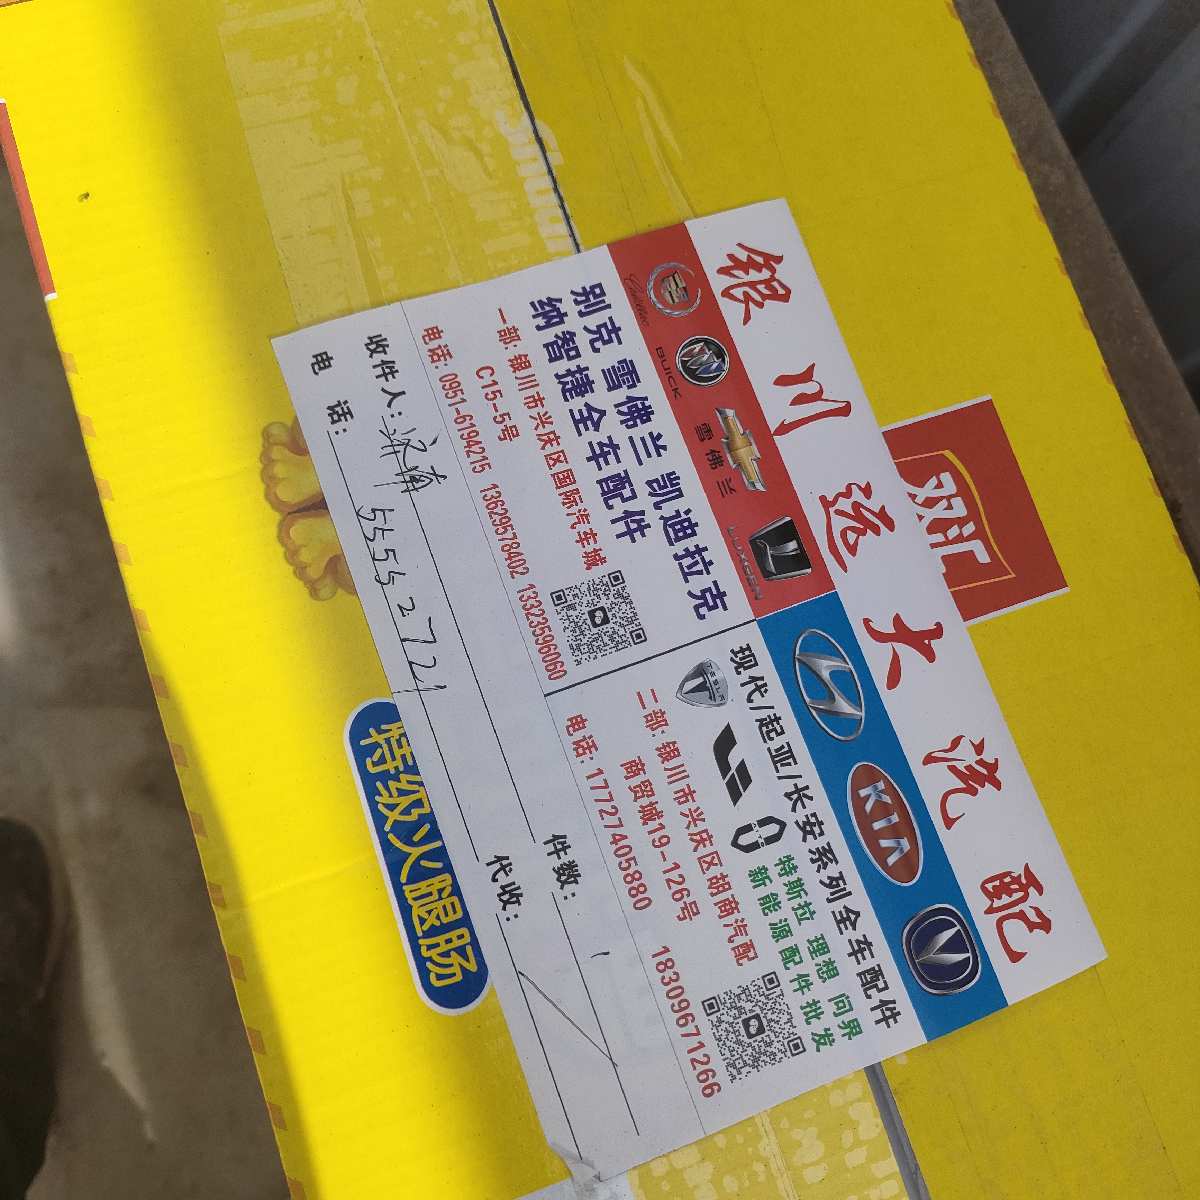 银川远大汽配
Cadillac
BUICK
雪佛兰
LUXGEN
KIA
别克 雪佛兰 凯迪拉克
纳智捷全车配件
一部: 银川市兴庆区国际汽车城
C15-5号
电话: 0951-6194215 13629578402 13323596060
现代/起亚/长安系列全车配件
特斯拉 理想 问界
新能源配件批发
TESLA
二部: 银川市兴庆区胡商汽配
商贸城19-126号
电话: 17727405880 18309671266
收件人:
件数: 1
电 话: 55552721
代收:
双汇
特级火腿肠
Shu